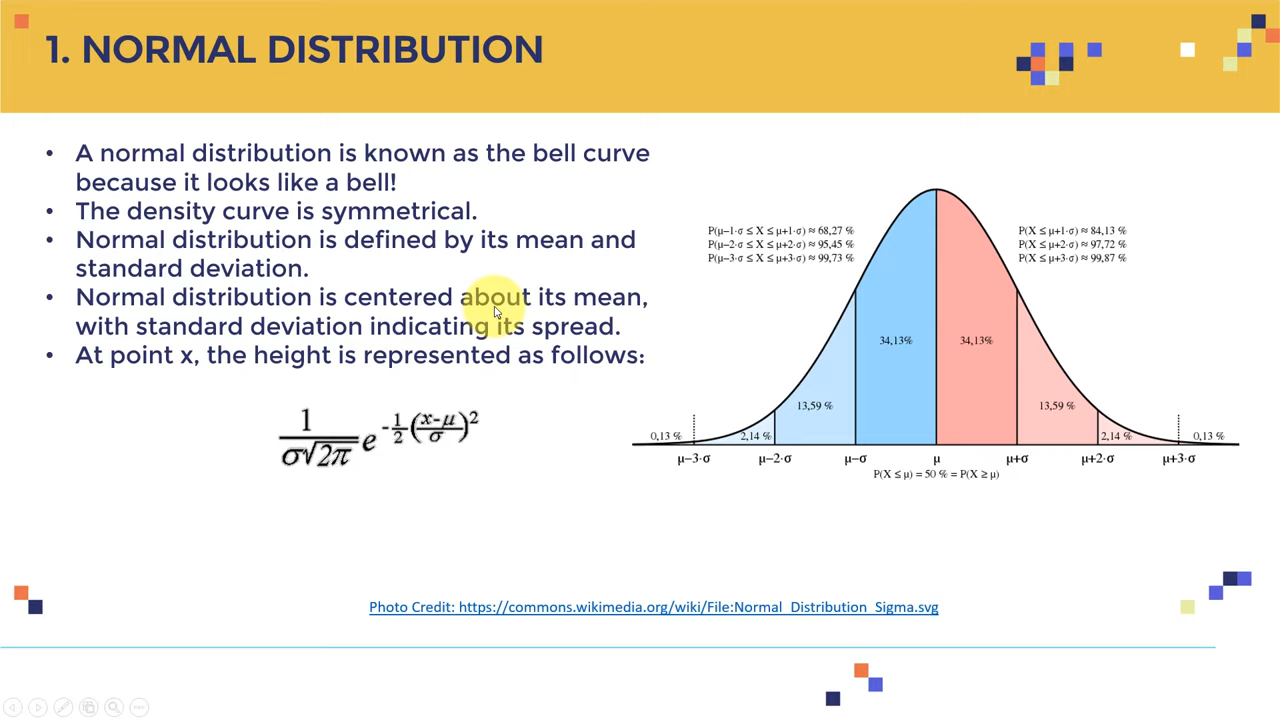 1. NORMAL DISTRIBUTION
• A normal distribution is known as the bell curve
because it looks like a bell!
• The density curve is symmetrical.
• Normal distribution is defined by its mean and
standard deviation.
• Normal distribution is centered about its mean,
with standard deviation indicating its spread.
• At point x, the height is represented as follows:
1/(σ√2π) e^(-1/2((x-μ)/σ)^2)
P(μ−1·σ ≤ X ≤ μ+1·σ) ≈ 68,27 %
P(μ−2·σ ≤ X ≤ μ+2·σ) ≈ 95,45 %
P(μ−3·σ ≤ X ≤ μ+3·σ) ≈ 99,73 %
P(X ≤ μ+1·σ) ≈ 84,13 %
P(X ≤ μ+2·σ) ≈ 97,72 %
P(X ≤ μ+3·σ) ≈ 99,87 %
34,13% 34,13%
13,59 % 13,59 %
0,13 % 2,14 % 2,14 % 0,13 %
μ−3·σ μ−2·σ μ−σ μ μ+σ μ+2·σ μ+3·σ
P(X ≤ μ) = 50 % = P(X ≥ μ)
Photo Credit: https://commons.wikimedia.org/wiki/File:Normal_Distribution_Sigma.svg